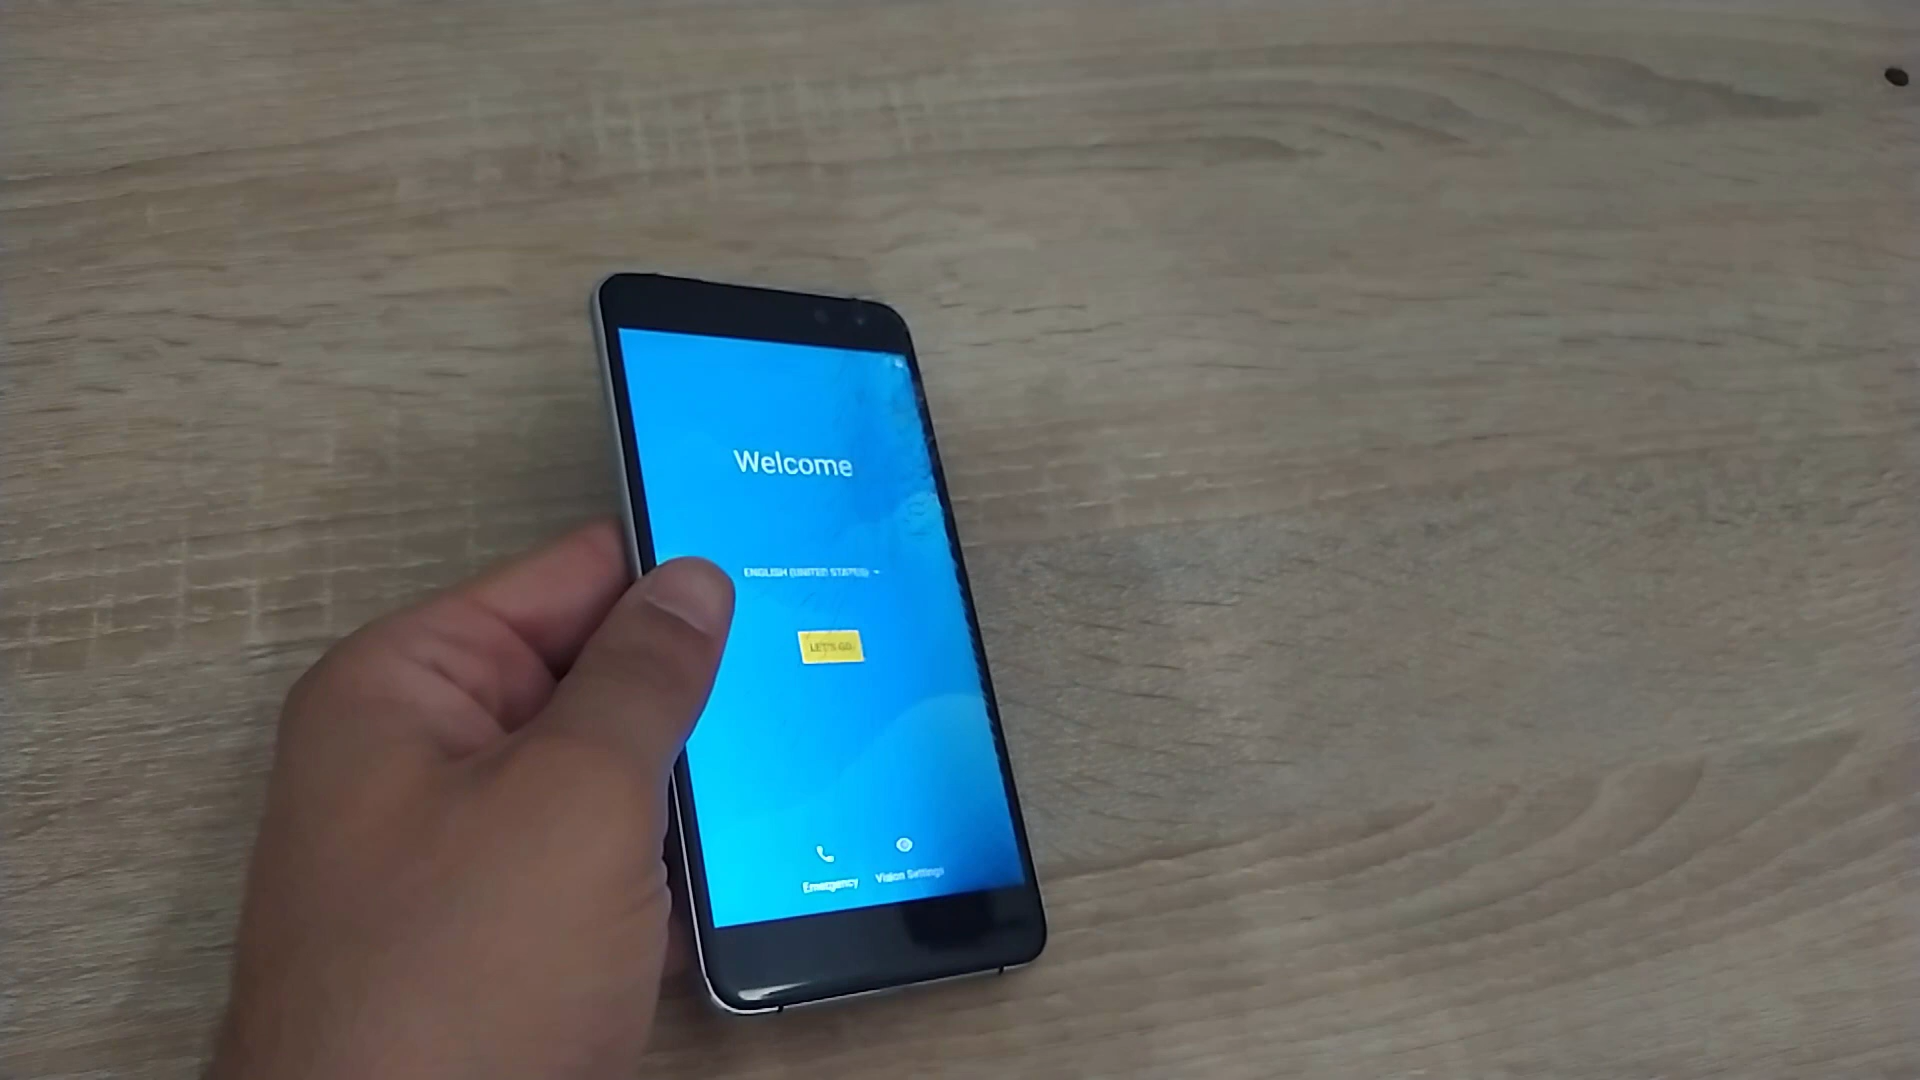 Welcome
ENGLISH (UNITED STATES)
LET'S GO
Emergency
Vision Settings